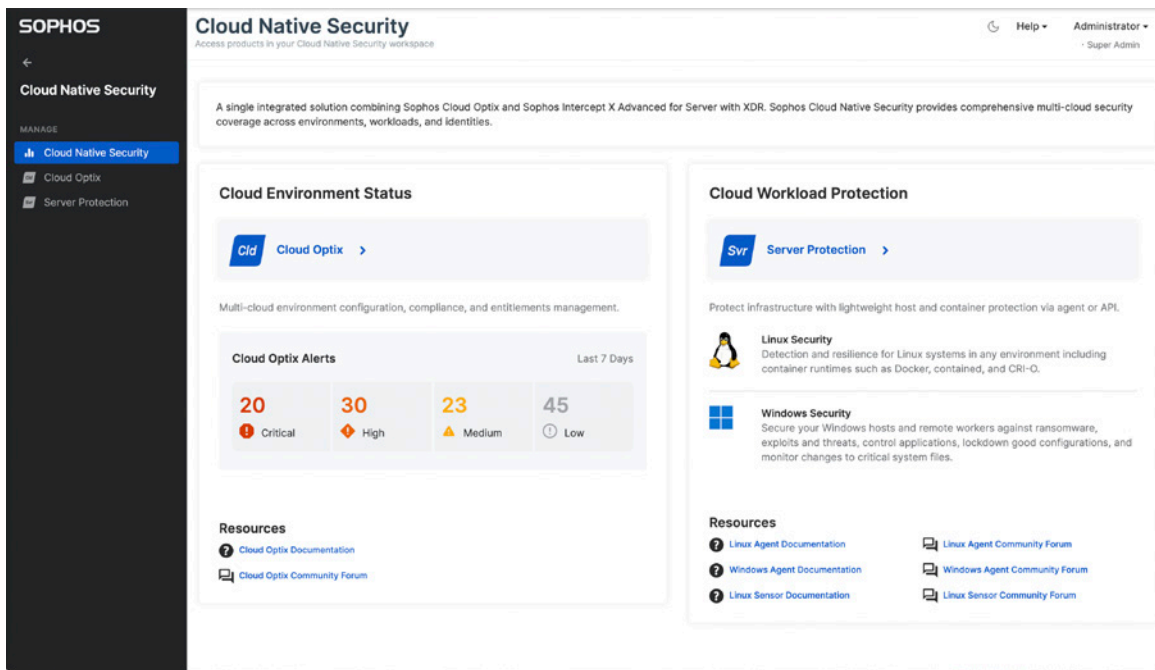 SOPHOS
Cloud Native Security
MANAGE
Cloud Native Security
Cloud Optix
Server Protection
Cloud Native Security
Access products in your Cloud Native Security workspace
Help
Administrator
· Super Admin
A single integrated solution combining Sophos Cloud Optix and Sophos Intercept X Advanced for Server with XDR. Sophos Cloud Native Security provides comprehensive multi-cloud security
coverage across environments, workloads, and identities.
Cloud Environment Status
Cld Cloud Optix >
Multi-cloud environment configuration, compliance, and entitlements management.
Cloud Optix Alerts Last 7 Days
20 30 23 45
Critical High Medium Low
Resources
Cloud Optix Documentation
Cloud Optix Community Forum
Cloud Workload Protection
Svr Server Protection >
Protect infrastructure with lightweight host and container protection via agent or API.
Linux Security
Detection and resilience for Linux systems in any environment including
container runtimes such as Docker, contained, and CRI-O.
Windows Security
Secure your Windows hosts and remote workers against ransomware,
exploits and threats, control applications, lockdown good configurations, and
monitor changes to critical system files.
Resources
Linux Agent Documentation Linux Agent Community Forum
Windows Agent Documentation Windows Agent Community Forum
Linux Sensor Documentation Linux Sensor Community Forum